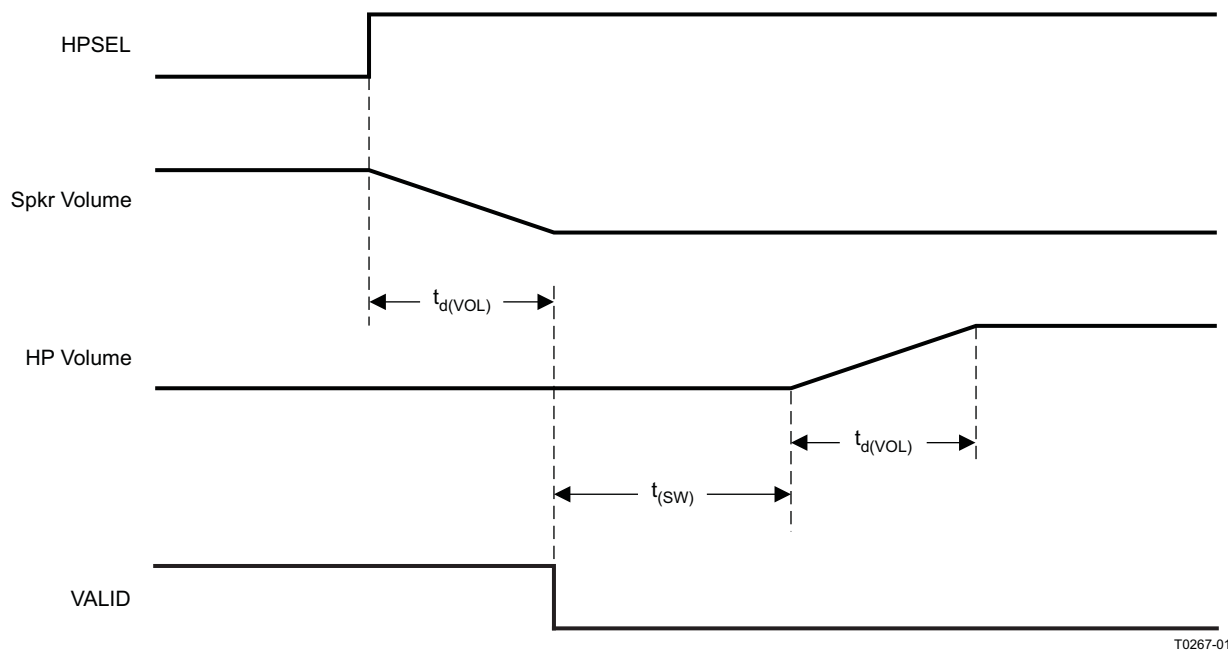 HPSEL
Spkr Volume
t_d(VOL)
HP Volume
t_d(VOL)
t_(SW)
VALID
T0267-01